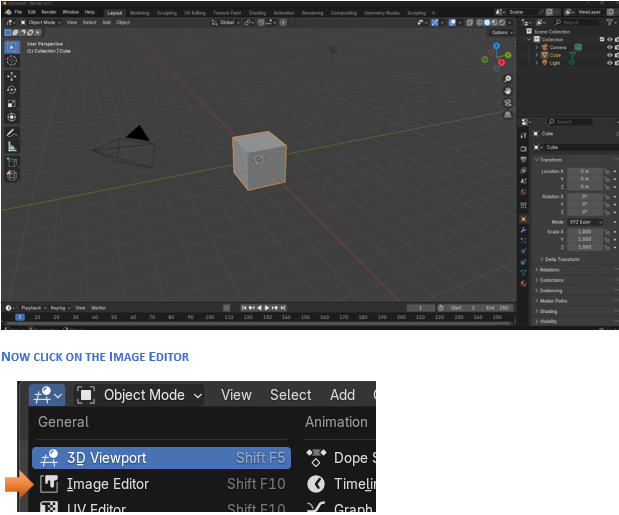 File Edit Render Window Help Layout Modeling Sculpting UV Editing Texture Paint Shading Animation Rendering Compositing Geometry Nodes Scripting Scene ViewLayer
Object Mode View Select Add Object Global Search
Options
User Perspective
(1) Collection | Cube
Scene Collection
Collection
Camera
Cube
Light
Search
Cube
Cube
Transform
Location X 0 m
Y 0 m
Z 0 m
Rotation X 0°
Y 0°
Z 0°
Mode XYZ Euler
Scale X 1.000
Y 1.000
Z 1.000
Delta Transform
Relations
Collections
Instancing
Motion Paths
Shading
Visibility
Playback Keying View Marker 1 Start 1 End 250
1 10 20 30 40 50 60 70 80 90 100 110 120 130 140 150 160 170 180 190 200 210 220 230 240 250
NOW CLICK ON THE IMAGE EDITOR
Object Mode View Select Add
General Animation
3D Viewport Shift F5 Dope S
Image Editor Shift F10 Timeli
UV Editor Shift F10 Graph